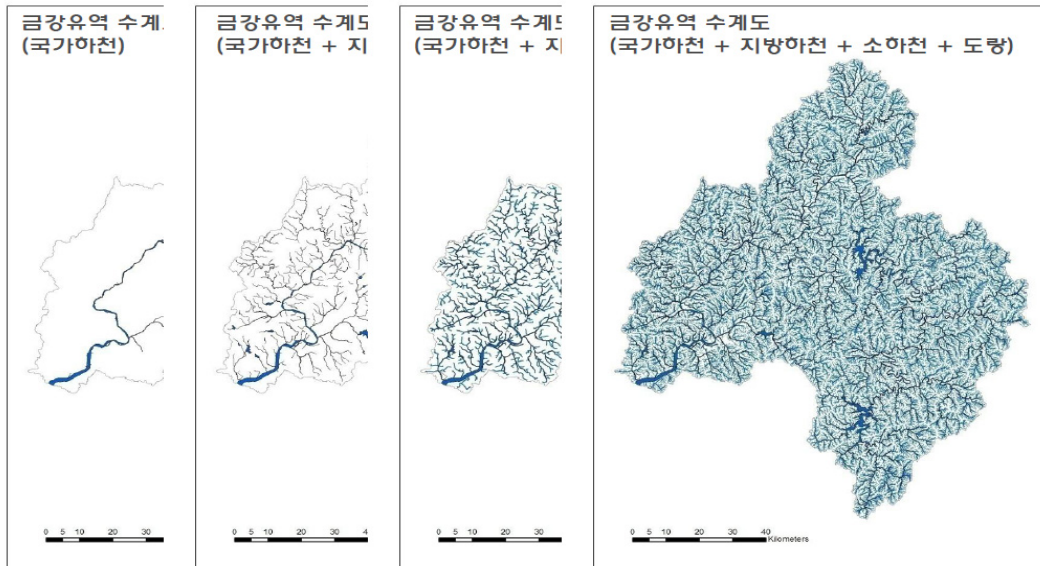 금강유역 수계
(국가하천)
0 5 10 20 30
금강유역 수계도
(국가하천 + 지
0 5 10 20 30
금강유역 수계도
(국가하천 + 지
0 5 10 20 30
금강유역 수계도
(국가하천 + 지방하천 + 소하천 + 도랑)
0 5 10 20 30 40
Kilometers